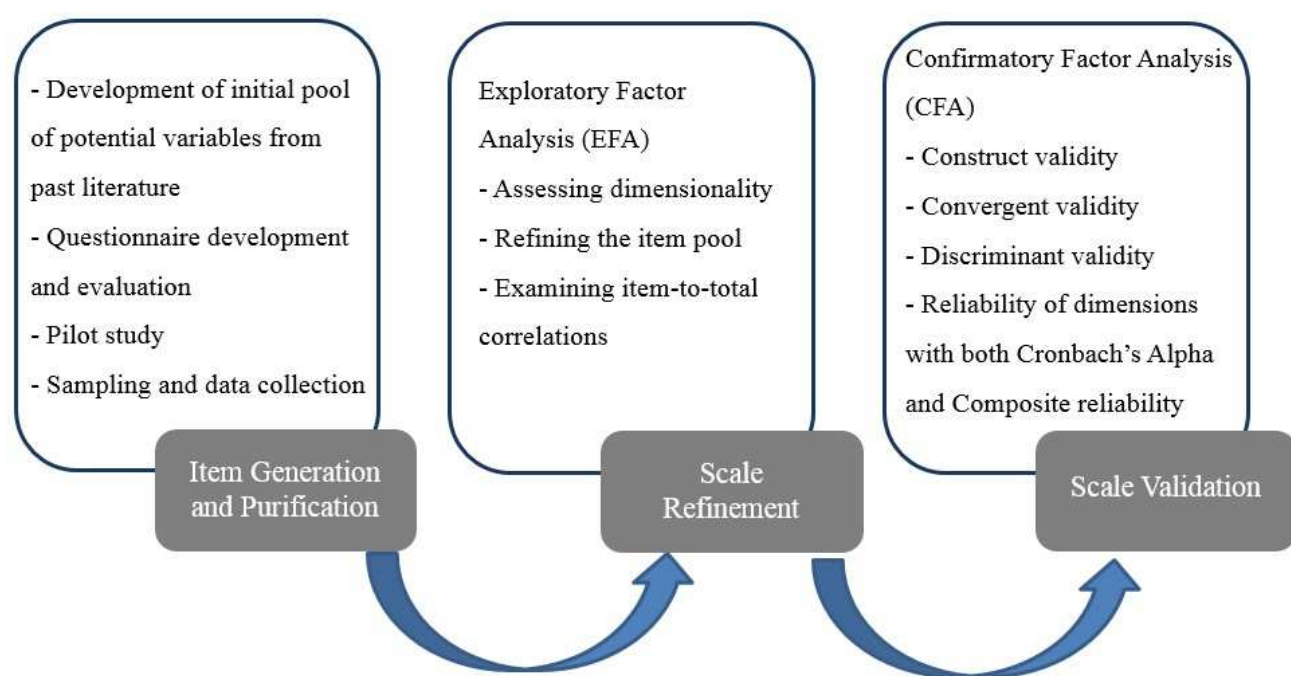 - Development of initial pool
of potential variables from
past literature
- Questionnaire development
and evaluation
- Pilot study
- Sampling and data collection
Item Generation
and Purification
Exploratory Factor
Analysis (EFA)
- Assessing dimensionality
- Refining the item pool
- Examining item-to-total
correlations
Scale
Refinement
Confirmatory Factor Analysis
(CFA)
- Construct validity
- Convergent validity
- Discriminant validity
- Reliability of dimensions
with both Cronbach’s Alpha
and Composite reliability
Scale Validation